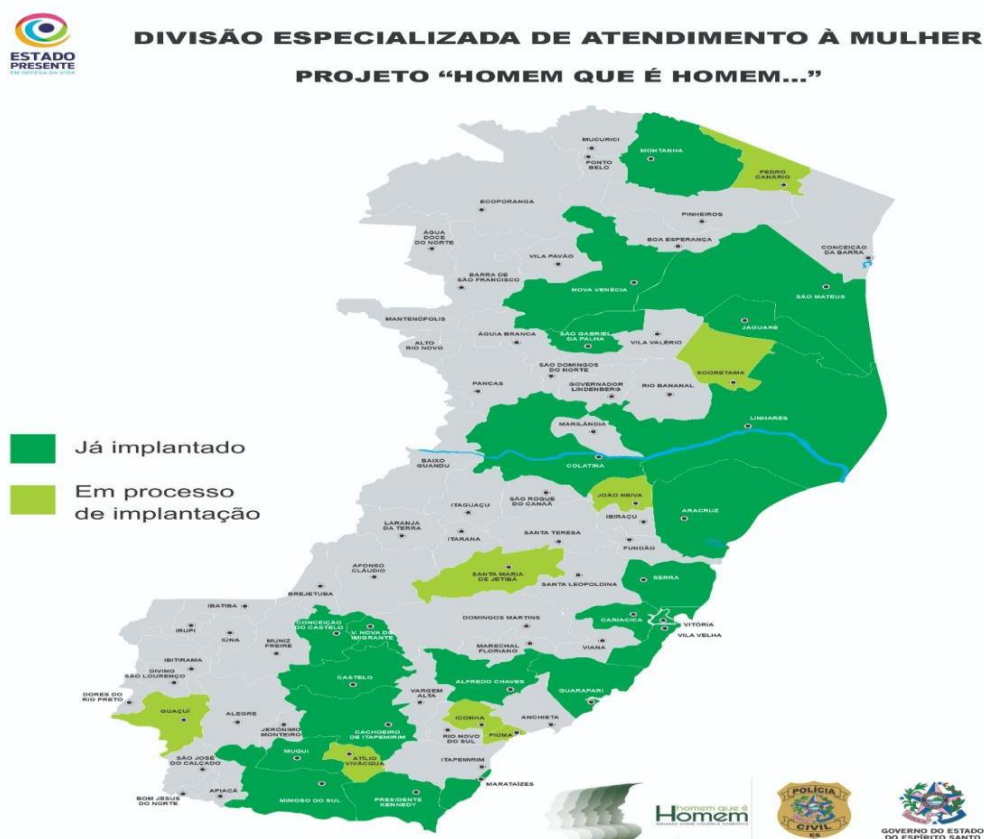 ESTADO
PRESENTE
EM DEFESA DA VIDA
DIVISÃO ESPECIALIZADA DE ATENDIMENTO À MULHER
PROJETO “HOMEM QUE É HOMEM...”
MUCURICI
PONTO
BELO
MONTANHA
PEDRO
CANÁRIO
ECOPORANGA
PINHEIROS
ÁGUA
DOCE
DO NORTE
BOA ESPERANÇA
CONCEIÇÃO
DA BARRA
VILA PAVÃO
BARRA DE
SÃO FRANCISCO
NOVA VENÉCIA
SÃO MATEUS
MANTENÓPOLIS
ALTO
RIO NOVO
ÁGUIA BRANCA
SÃO GABRIEL
DA PALHA
VILA VALÉRIO
JAGUARÉ
SÃO DOMINGOS
DO NORTE
SOORETAMA
PANCAS
GOVERNADOR
LINDENBERG
RIO BANANAL
LINHARES
MARILÂNDIA
Já implantado
BAIXO
GUANDU
COLATINA
Em processo
de implantação
ITAGUAÇU
SÃO ROQUE
DO CANAÃ
JOÃO NEIVA
IBIRAÇU
ARACRUZ
LARANJA
DA TERRA
ITARANA
SANTA TERESA
FUNDÃO
AFONSO
CLÁUDIO
SANTA MARIA
DE JETIBÁ
SANTA LEOPOLDINA
SERRA
BREJETUBA
IBATIBA
CONCEIÇÃO
DO CASTELO
V. NOVA DO
IMIGRANTE
DOMINGOS MARTINS
CARIACICA
VITÓRIA
VILA VELHA
IRUPI
IÚNA
MUNIZ
FREIRE
MARECHAL
FLORIANO
VIANA
IBITIRAMA
DIVINO
SÃO LOURENÇO
CASTELO
ALFREDO CHAVES
GUARAPARI
DORES DO
RIO PRETO
GUAÇUÍ
ALEGRE
JERÔNIMO
MONTEIRO
CACHOEIRO
DE ITAPEMIRIM
VARGEM
ALTA
ICONHA
RIO NOVO
DO SUL
PIÚMA
ANCHIETA
SÃO JOSÉ
DO CALÇADO
MUQUI
ATÍLIO
VIVÁCQUA
ITAPEMIRIM
MARATAÍZES
BOM JESUS
DO NORTE
APIACÁ
MIMOSO DO SUL
PRESIDENTE
KENNEDY
homem que é
Homem
POLÍCIA
CIVIL
ES
GOVERNO DO ESTADO
DO ESPÍRITO SANTO